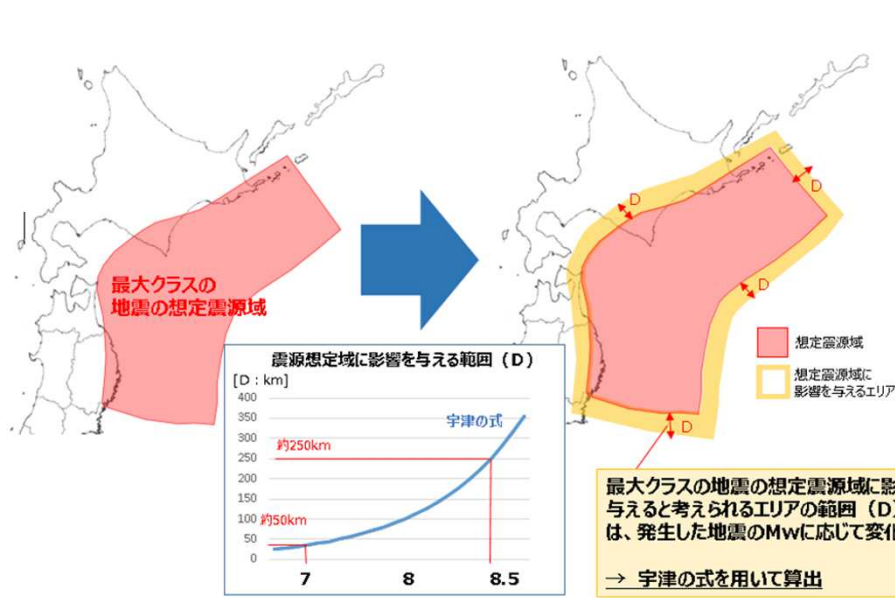 最大クラスの
地震の想定震源域
震源想定域に影響を与える範囲（D）
[D：km]
400
350
300
250
200
150
100
50
0
宇津の式
約250km
約50km
7
8
8.5
D
D
D
D
想定震源域
想定震源域に
影響を与えるエリア
最大クラスの地震の想定震源域に影
与えると考えられるエリアの範囲（D）
は、発生した地震のMwに応じて変化
→ 宇津の式を用いて算出